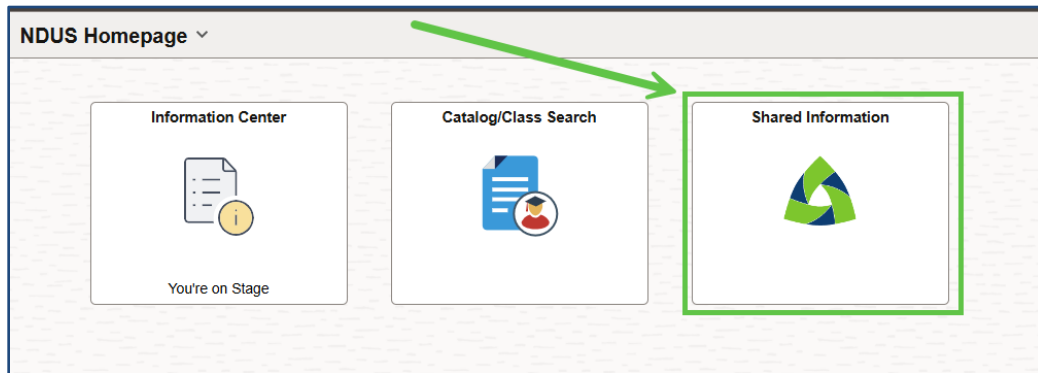 NDUS Homepage
Information Center
Catalog/Class Search
Shared Information
i
You're on Stage